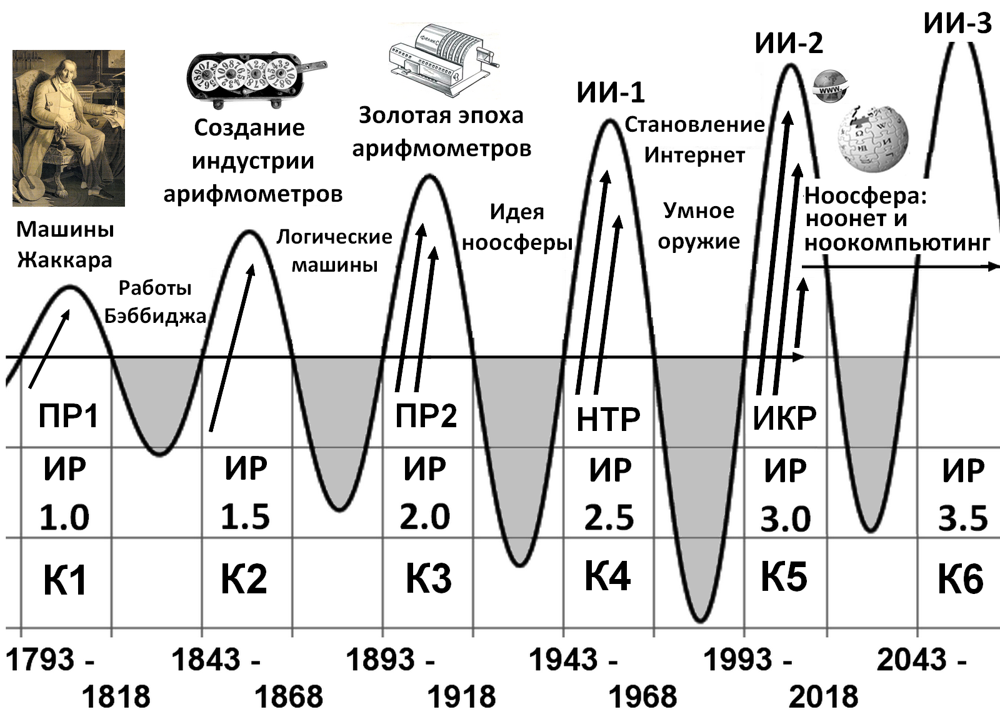 ИИ-3
ИИ-2
ИИ-1
WWW.
ФЕЛИКС
Создание
индустрии
арифмометров
Золотая эпоха
арифмометров
Становление
Интернет
Машины
Жаккара
Работы
Бэббиджа
Логические
машины
Идея
ноосферы
Умное
оружие
Ноосфера:
ноонет и
ноокомпьютинг
ПР1
ПР2
НТР
ИКР
ИР
1.0
ИР
1.5
ИР
2.0
ИР
2.5
ИР
3.0
ИР
3.5
К1
К2
К3
К4
К5
К6
1793 -
1818
1843 -
1868
1893 -
1918
1943 -
1968
1993 -
2018
2043 -